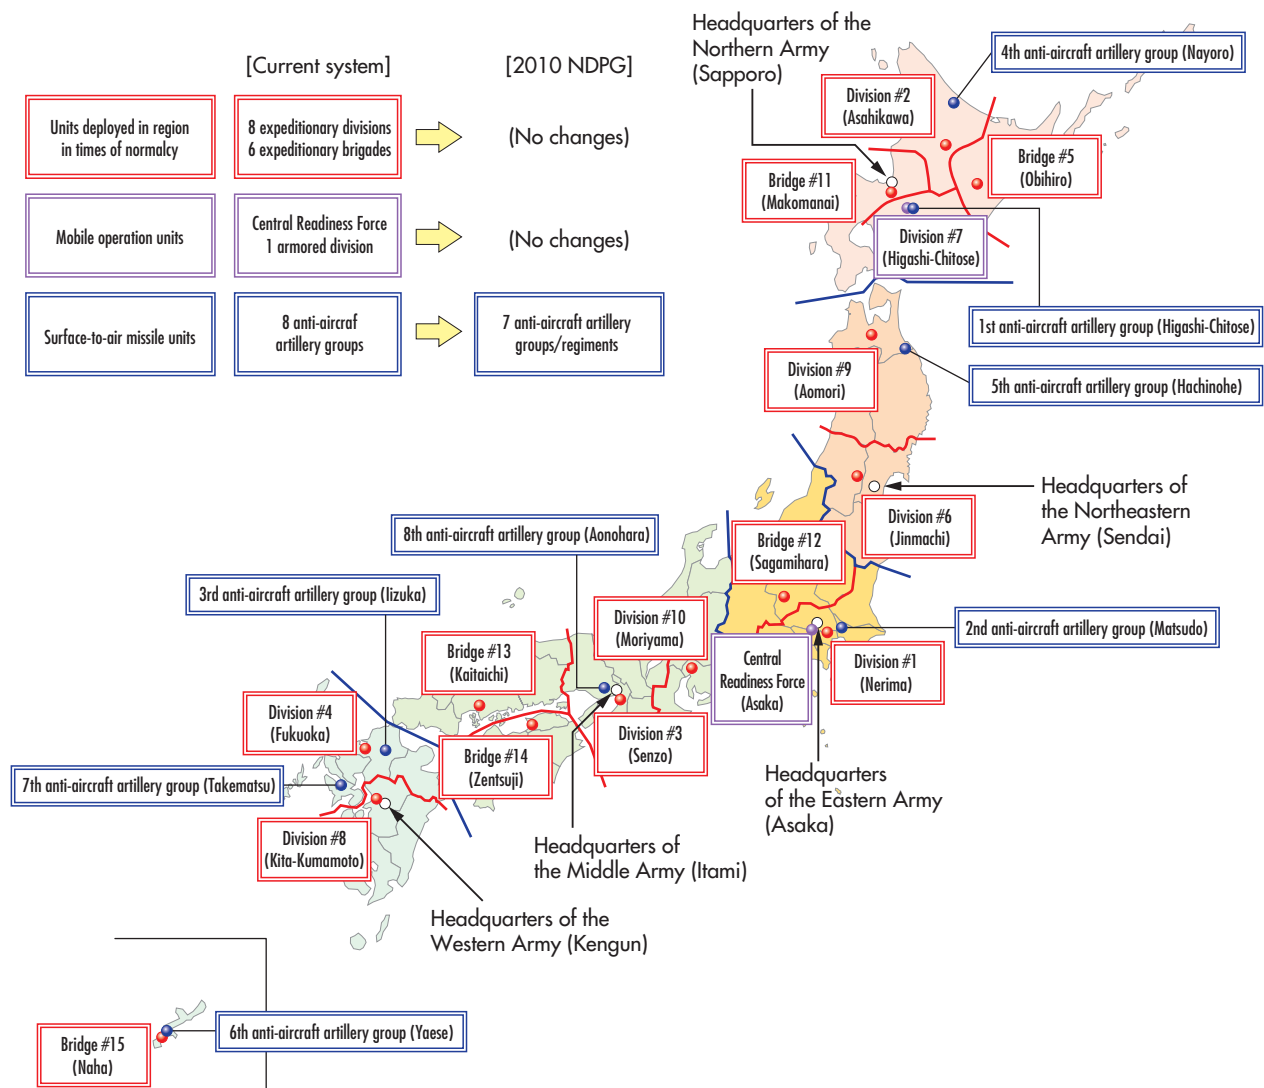 [Current system]
[2010 NDPG]
Units deployed in region
in times of normalcy
8 expeditionary divisions
6 expeditionary brigades
(No changes)
Mobile operation units
Central Readiness Force
1 armored division
(No changes)
Surface-to-air missile units
8 anti-aircraf
artillery groups
7 anti-aircraft artillery
groups/regiments
Headquarters of the
Northern Army
(Sapporo)
4th anti-aircraft artillery group (Nayoro)
Division #2
(Asahikawa)
Bridge #5
(Obihiro)
Bridge #11
(Makomanai)
Division #7
(Higashi-Chitose)
1st anti-aircraft artillery group (Higashi-Chitose)
Division #9
(Aomori)
5th anti-aircraft artillery group (Hachinohe)
Headquarters of
the Northeastern
Army (Sendai)
Division #6
(Jinmachi)
8th anti-aircraft artillery group (Aonohara)
Bridge #12
(Sagamihara)
3rd anti-aircraft artillery group (Iizuka)
Division #10
(Moriyama)
2nd anti-aircraft artillery group (Matsudo)
Bridge #13
(Kaitaichi)
Central
Readiness Force
(Asaka)
Division #1
(Nerima)
Division #4
(Fukuoka)
Division #3
(Senzo)
Bridge #14
(Zentsuji)
7th anti-aircraft artillery group (Takematsu)
Headquarters
of the Eastern Army
(Asaka)
Division #8
(Kita-Kumamoto)
Headquarters of
the Middle Army (Itami)
Headquarters of the
Western Army (Kengun)
6th anti-aircraft artillery group (Yaese)
Bridge #15
(Naha)